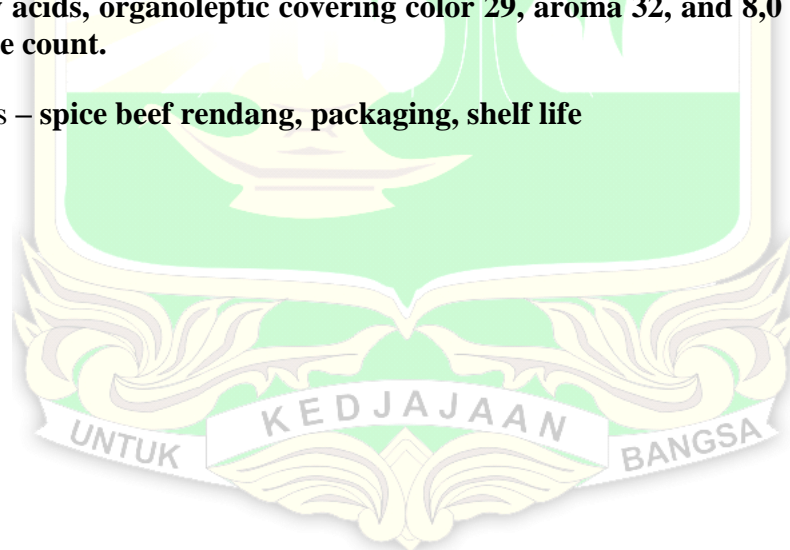 acids, organoleptic covering color 29, aroma 32, and 8,0
e count.
s – spice beef rendang, packaging, shelf life
UNTUK KEDJAJAAN BANGSA